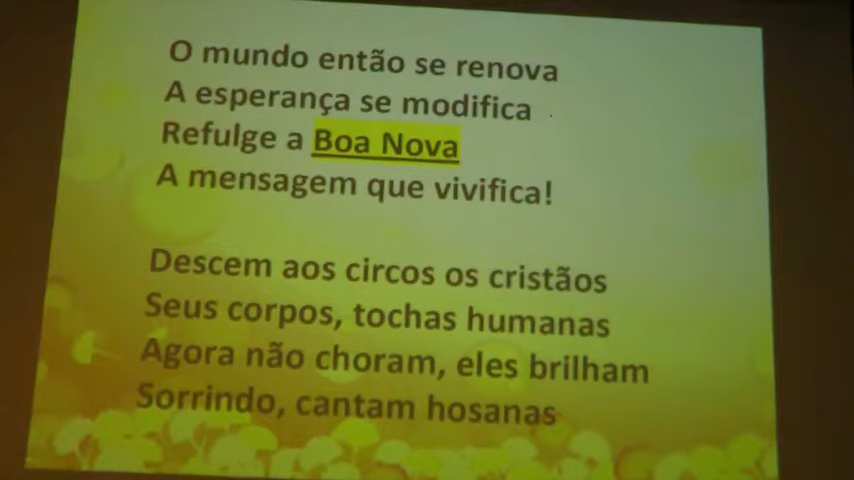 O mundo então se renova
A esperança se modifica
Refulge a Boa Nova
A mensagem que vivifica!
Descem aos circos os cristãos
Seus corpos, tochas humanas
Agora não choram, eles brilham
Sorrindo, cantam hosanas